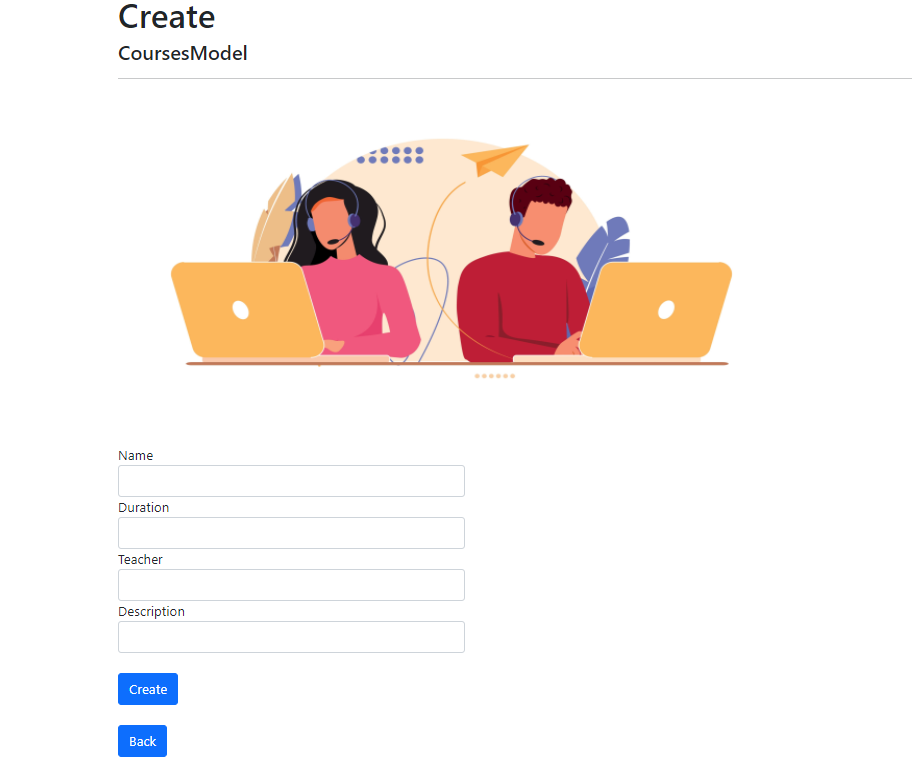 Create
CoursesModel
Name
Duration
Teacher
Description
Create
Back